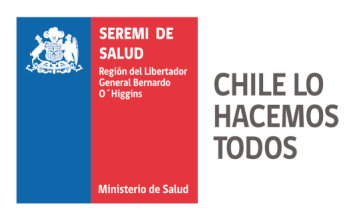 SEREMI DE
SALUD
Región del Libertador
General Bernardo
O´Higgins
Ministerio de Salud
CHILE LO
HACEMOS
TODOS